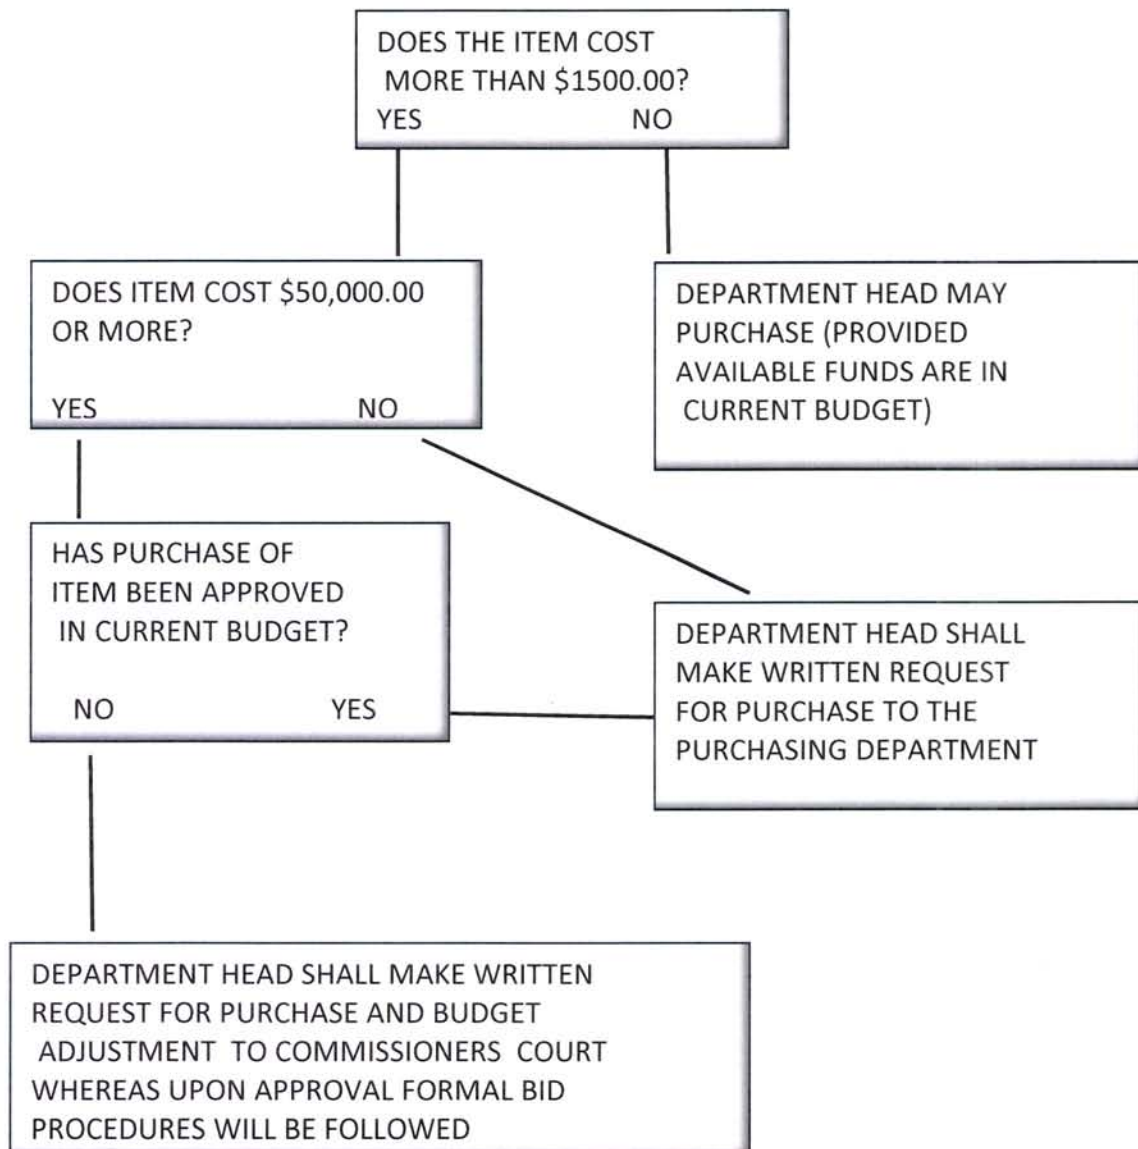 DOES THE ITEM COST
MORE THAN $1500.00?
YES NO
DOES ITEM COST $50,000.00
OR MORE?
YES NO
DEPARTMENT HEAD MAY
PURCHASE (PROVIDED
AVAILABLE FUNDS ARE IN
CURRENT BUDGET)
HAS PURCHASE OF
ITEM BEEN APPROVED
IN CURRENT BUDGET?
NO YES
DEPARTMENT HEAD SHALL
MAKE WRITTEN REQUEST
FOR PURCHASE TO THE
PURCHASING DEPARTMENT
DEPARTMENT HEAD SHALL MAKE WRITTEN
REQUEST FOR PURCHASE AND BUDGET
ADJUSTMENT TO COMMISSIONERS COURT
WHEREAS UPON APPROVAL FORMAL BID
PROCEDURES WILL BE FOLLOWED